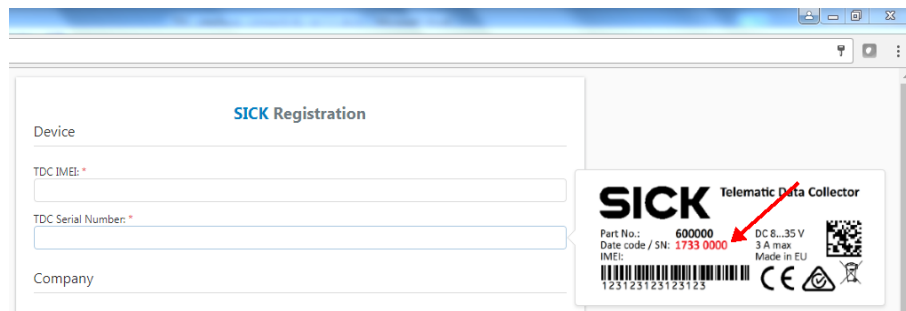 SICK Registration
Device
TDC IMEI: *
TDC Serial Number: *
Company
SICK Telematic Data Collector
Part No.: 600000 DC 8...35 V
Date code / SN: 1733 0000 3 A max
IMEI: Made in EU
123123123123123